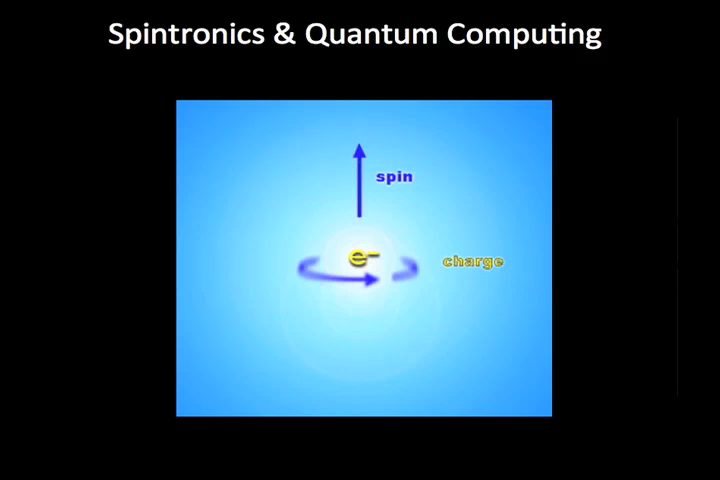 Spintronics & Quantum Computing
spin
e⁻
charge